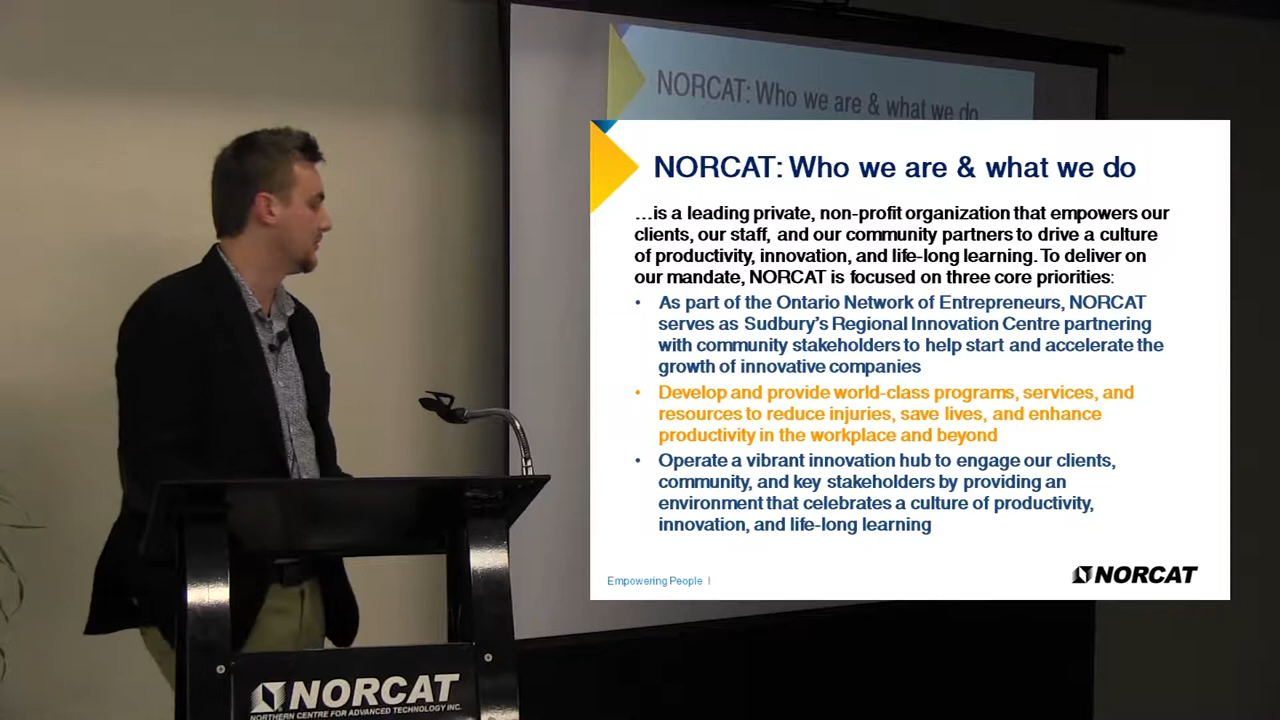 NORCAT: Who we are & what we do
NORCAT: Who we are & what we do
…is a leading private, non-profit organization that empowers our
clients, our staff, and our community partners to drive a culture
of productivity, innovation, and life-long learning. To deliver on
our mandate, NORCAT is focused on three core priorities:
• As part of the Ontario Network of Entrepreneurs, NORCAT
serves as Sudbury's Regional Innovation Centre partnering
with community stakeholders to help start and accelerate the
growth of innovative companies
• Develop and provide world-class programs, services, and
resources to reduce injuries, save lives, and enhance
productivity in the workplace and beyond
• Operate a vibrant innovation hub to engage our clients,
community, and key stakeholders by providing an
environment that celebrates a culture of productivity,
innovation, and life-long learning
Empowering People |
NORCAT
NORCAT
NORTHERN CENTRE FOR ADVANCED TECHNOLOGY INC.